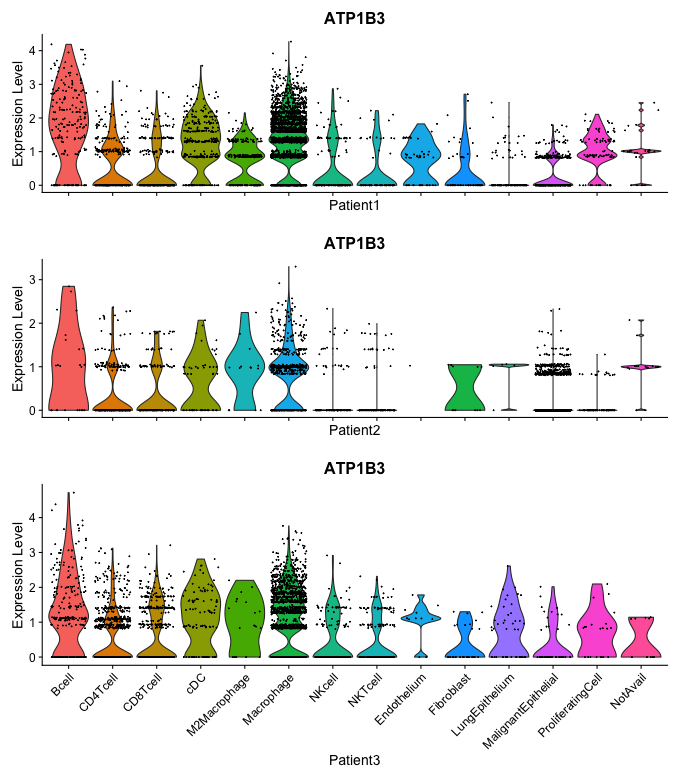 ATP1B3
Expression Level
4
3
2
1
0
Patient1
ATP1B3
Expression Level
3
2
1
0
Patient2
ATP1B3
Expression Level
4
3
2
1
0
Bcell
CD4Tcell
CD8Tcell
cDC
M2Macrophage
Macrophage
NKcell
NKTcell
Endothelium
Fibroblast
LungEpithelium
MalignantEpithelial
ProliferatingCell
NotAvail
Patient3